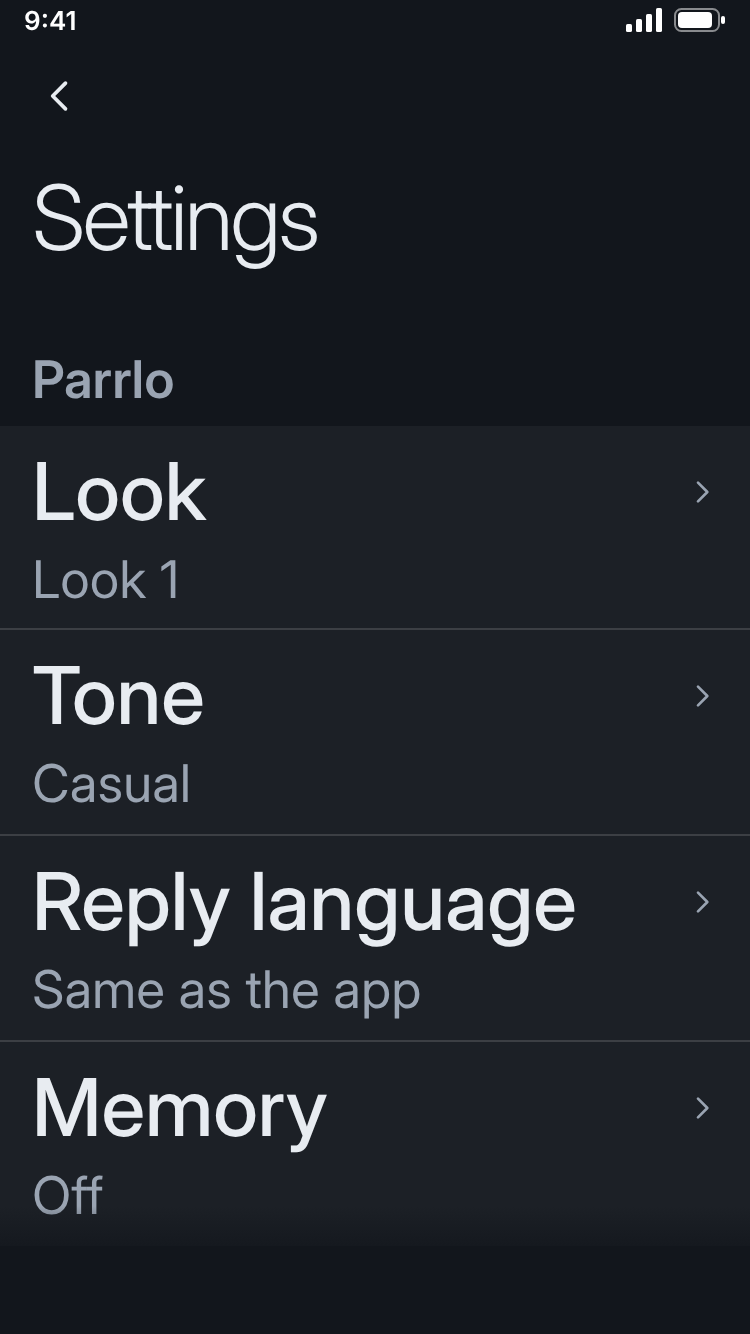 9:41
Settings
Parrlo
Look
Look 1
Tone
Casual
Reply language
Same as the app
Memory
Off